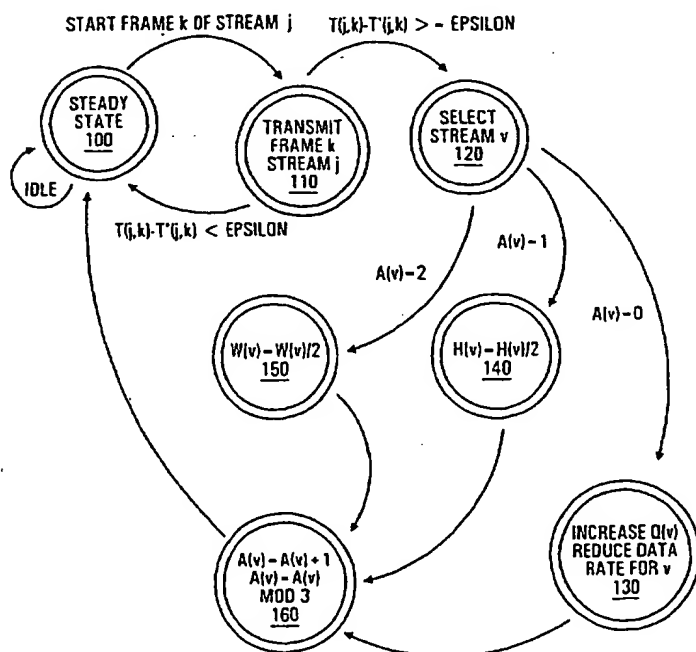 START FRAME k OF STREAM j
T(j,k)-T'(j,k) > - EPSILON
STEADY
STATE
100
TRANSMIT
FRAME k
STREAM j
110
SELECT
STREAM v
120
IDLE
T(j,k)-T'(j,k) < EPSILON
A(v)-2
A(v)-1
A(v)-0
W(v)-W(v)/2
150
H(v)-H(v)/2
140
A(v)-A(v)+1
A(v)-A(v)
MOD 3
160
INCREASE Q(v)
REDUCE DATA
RATE FOR v
130